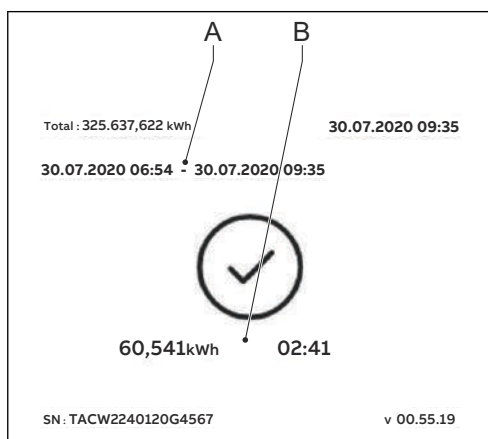 A B
Total : 325.637,622 kWh 30.07.2020 09:35
30.07.2020 06:54 - 30.07.2020 09:35
60,541kWh 02:41
SN : TACW2240120G4567 v 00.55.19